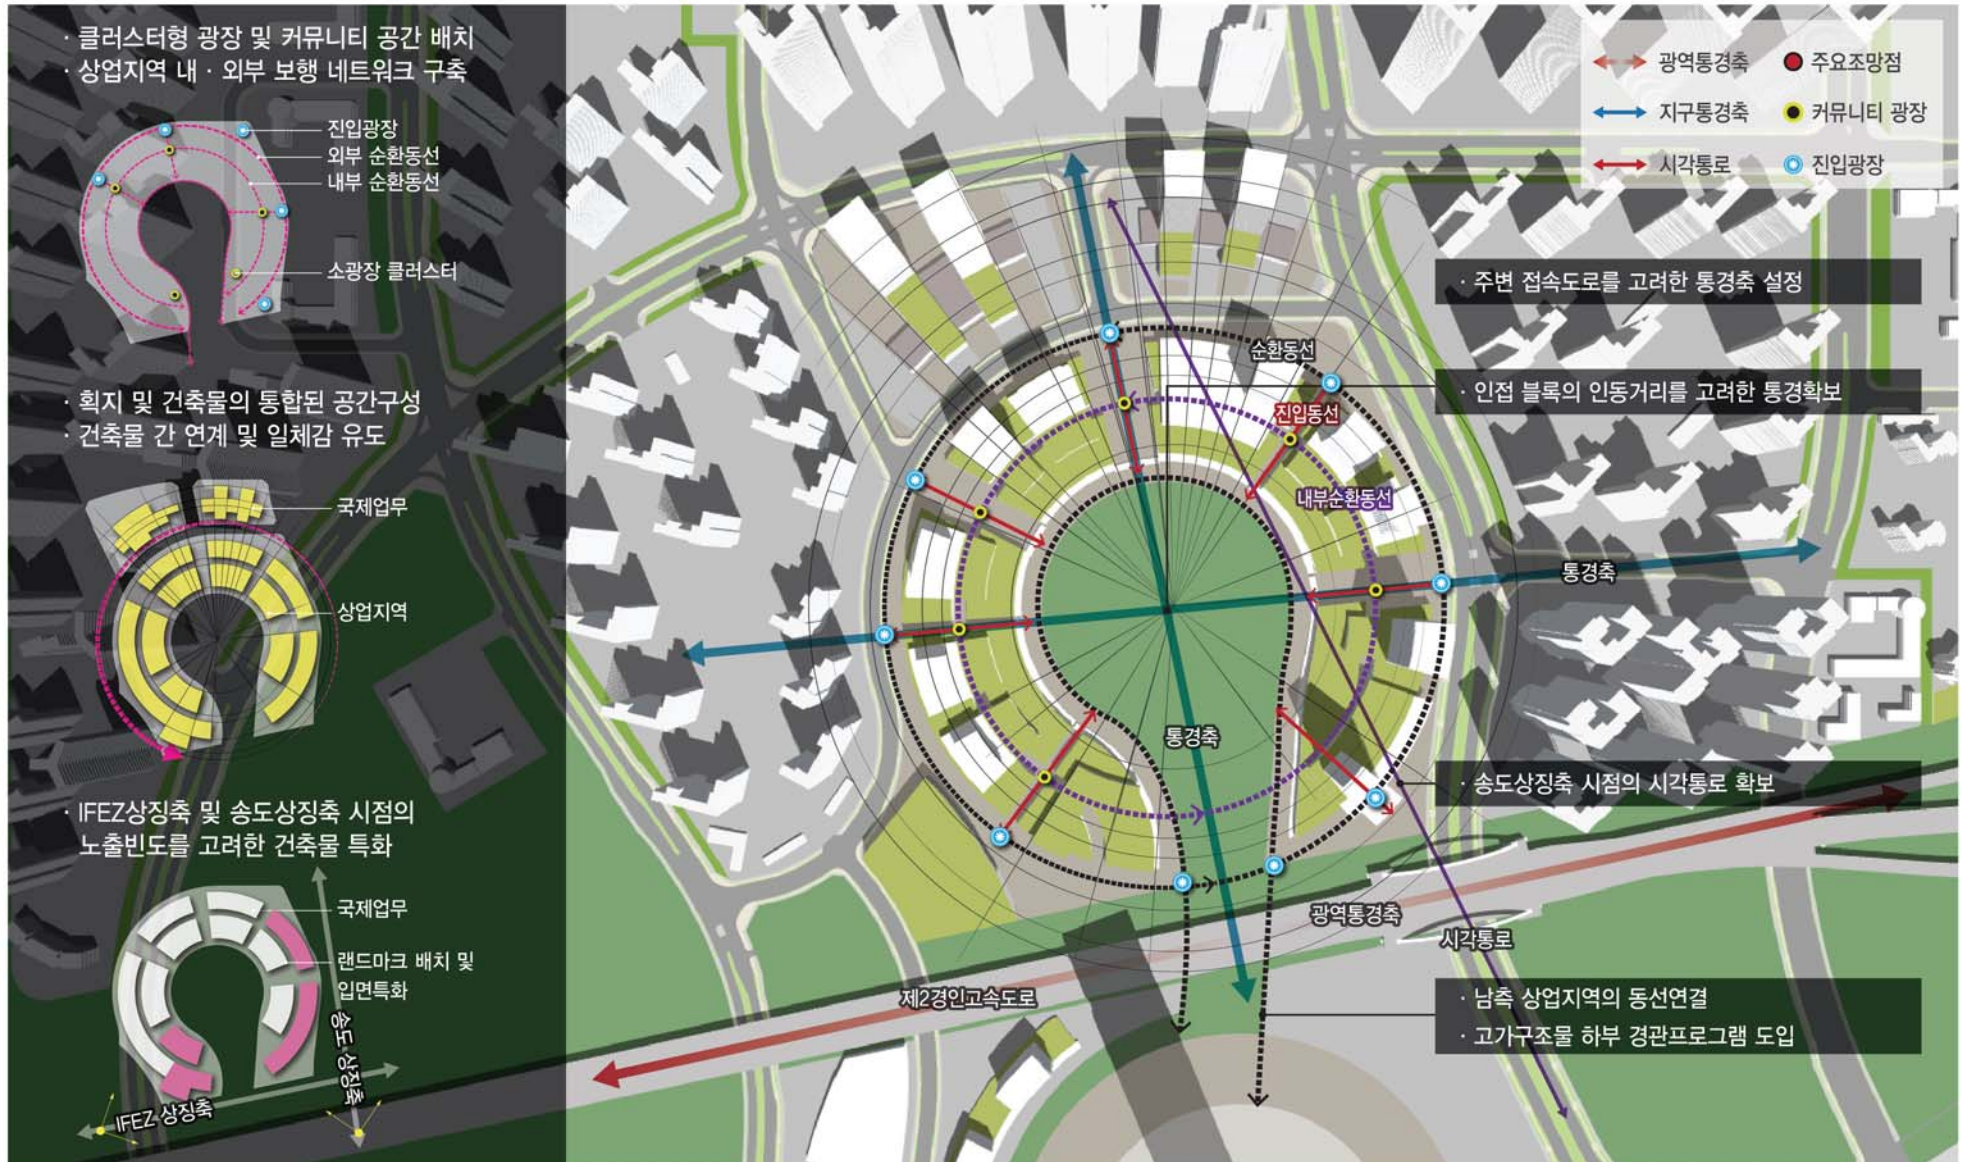 · 클러스터형 광장 및 커뮤니티 공간 배치
· 상업지역 내 · 외부 보행 네트워크 구축
진입광장
외부 순환동선
내부 순환동선
소광장 클러스터
· 획지 및 건축물의 통합된 공간구성
· 건축물 간 연계 및 일체감 유도
국제업무
상업지역
· IFEZ상징축 및 송도상징축 시점의
노출빈도를 고려한 건축물 특화
국제업무
랜드마크 배치 및
입면특화
송도 상징축
IFEZ 상징축
광역통경축
주요조망점
지구통경축
커뮤니티 광장
시각통로
진입광장
· 주변 접속도로를 고려한 통경축 설정
순환동선
· 인접 블록의 인동거리를 고려한 통경확보
진입동선
내부순환동선
통경축
통경축
· 송도상징축 시점의 시각통로 확보
광역통경축
시각통로
제2경인고속도로
· 남측 상업지역의 동선연결
· 고가구조물 하부 경관프로그램 도입